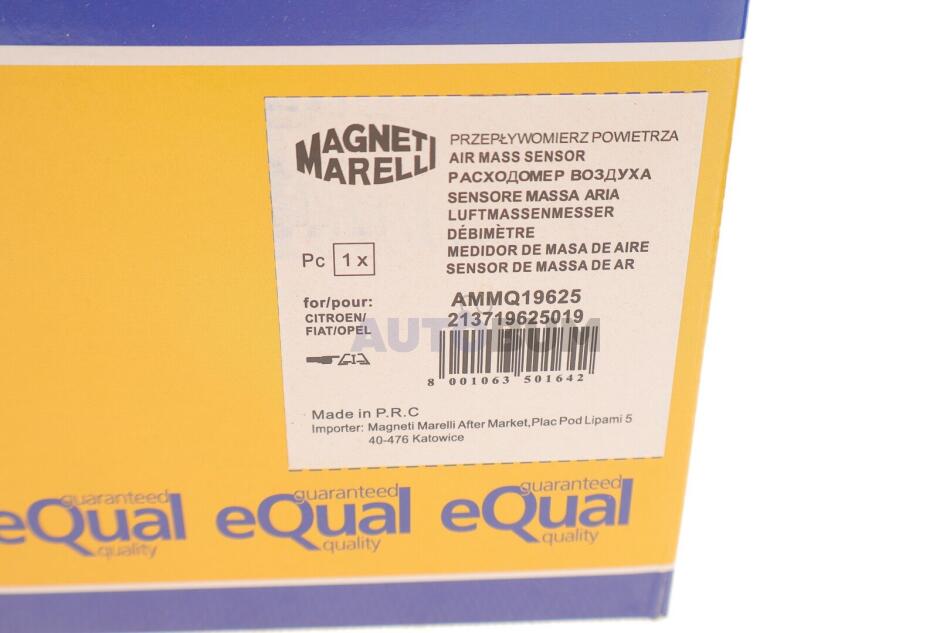 MAGNETI
MARELLI
PRZEPŁYWOMIERZ POWIETRZA
AIR MASS SENSOR
РАСХОДОМЕР ВОЗДУХА
SENSORE MASSA ARIA
LUFTMASSENMESSER
DÉBIMÈTRE
MEDIDOR DE MASA DE AIRE
SENSOR DE MASSA DE AR
Pc 1 x
for/pour:
CITROEN/
FIAT/OPEL
AMMQ19625
213719625019
8 001063 501642
Made in P.R.C
Importer: Magneti Marelli After Market,Plac Pod Lipami 5
40-476 Katowice
guaranteed
eQual
quality
guaranteed
eQual
quality
guaranteed
eQual
quality